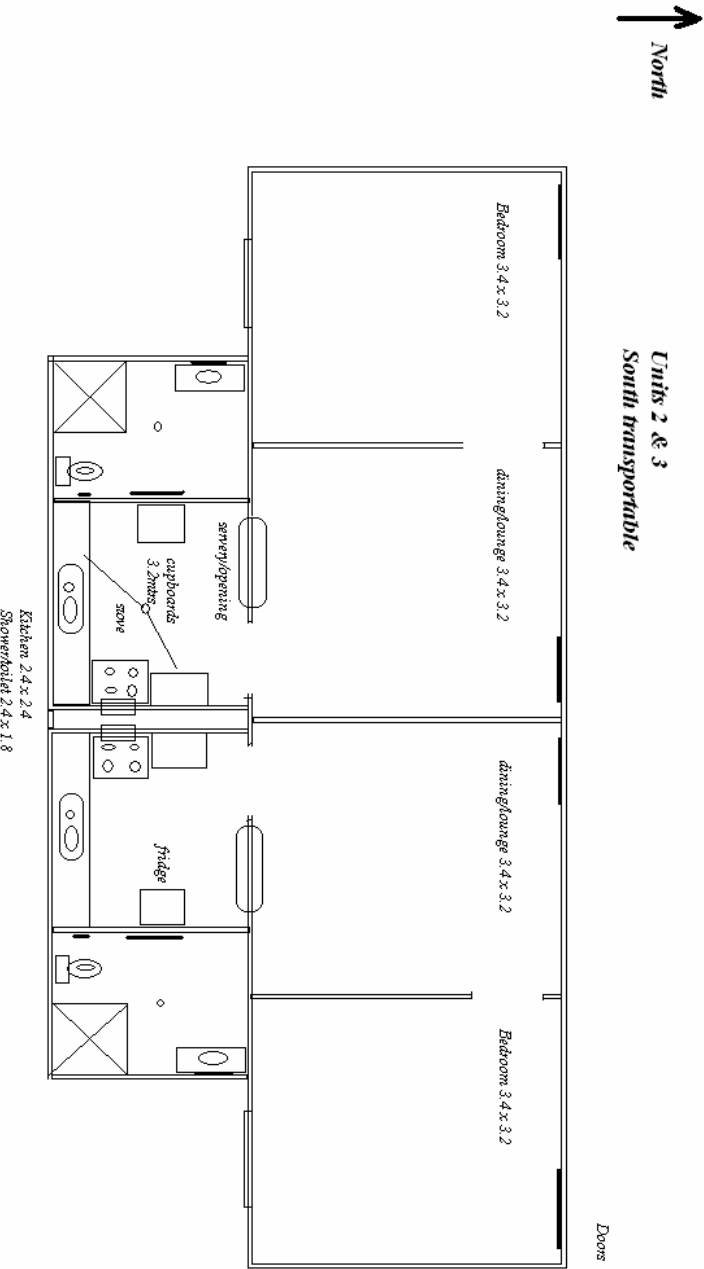 North
Units 2 & 3
South transportable
Doors
Bedroom 3.4 x 3.2
dining/lounge 3.4 x 3.2
dining/lounge 3.4 x 3.2
Bedroom 3.4 x 3.2
servery/opening
cupboards
3.2mtrs
stove
fridge
Kitchen 2.4 x 2.4
Shower/toilet 2.4 x 1.8